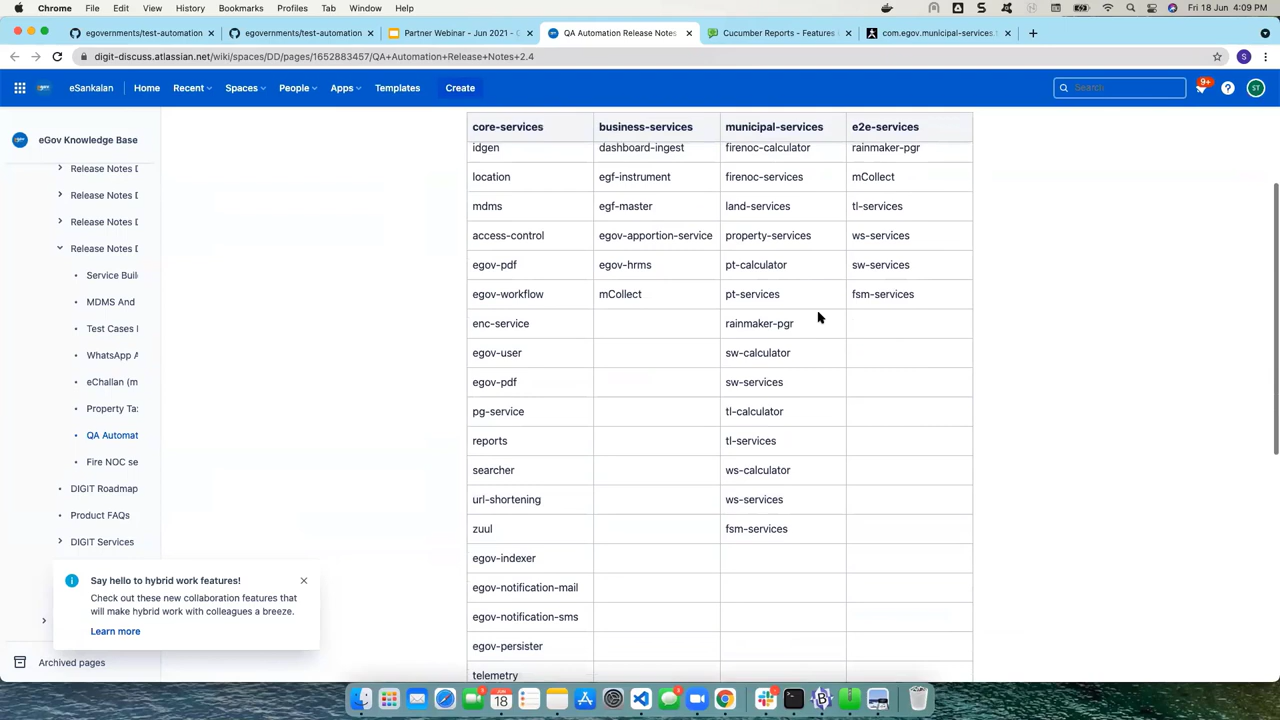 Chrome File Edit View History Bookmarks Profiles Tab Window Help Fri 18 Jun 4:09 PM
egovernments/test-automation egovernments/test-automation Partner Webinar - Jun 2021 - G QA Automation Release Notes Cucumber Reports - Features com.egov.municipal-services.t
digit-discuss.atlassian.net/wiki/spaces/DD/pages/1652883457/QA+Automation+Release+Notes+2.4 S
eSankalan Home Recent Spaces People Apps Templates Create Search 9+ ST
eGov Knowledge Base
Release Notes D
Release Notes D
Release Notes D
Release Notes D
Service Buil
MDMS And
Test Cases I
WhatsApp A
eChallan (m
Property Ta:
QA Automat
Fire NOC se
DIGIT Roadmap
Product FAQs
DIGIT Services
Say hello to hybrid work features!
Check out these new collaboration features that
will make hybrid work with colleagues a breeze.
Learn more
Archived pages
core-services business-services municipal-services e2e-services
idgen dashboard-ingest firenoc-calculator rainmaker-pgr
location egf-instrument firenoc-services mCollect
mdms egf-master land-services tl-services
access-control egov-apportion-service property-services ws-services
egov-pdf egov-hrms pt-calculator sw-services
egov-workflow mCollect pt-services fsm-services
enc-service rainmaker-pgr
egov-user sw-calculator
egov-pdf sw-services
pg-service tl-calculator
reports tl-services
searcher ws-calculator
url-shortening ws-services
zuul fsm-services
egov-indexer
egov-notification-mail
egov-notification-sms
egov-persister
telemetry
JUN
18